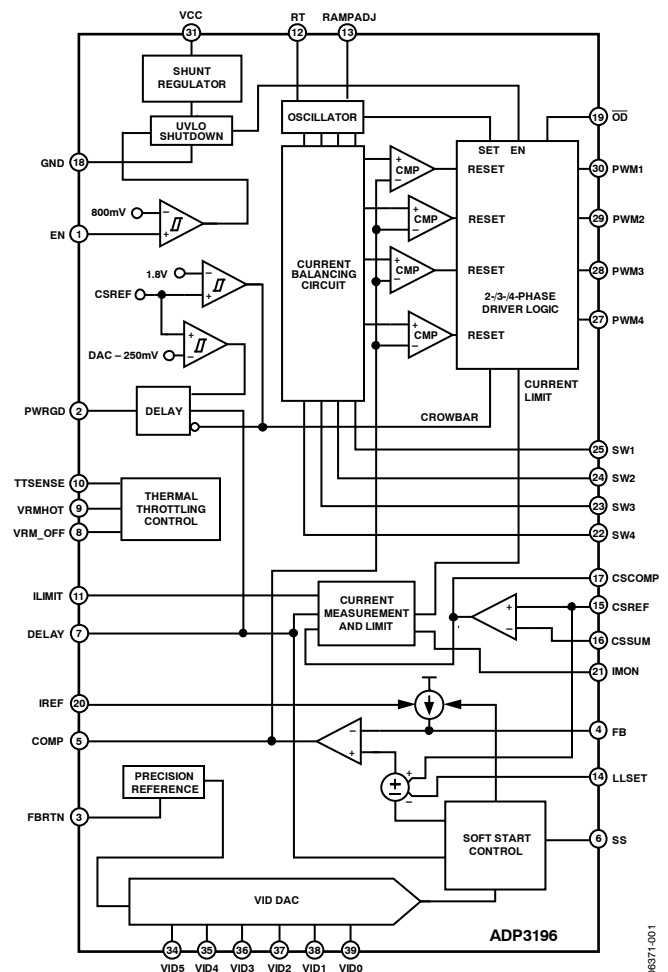 VCC
31
RT
12
RAMPADJ
13
SHUNT
REGULATOR
UVLO
SHUTDOWN
OSCILLATOR
GND 18
800mV
−
+
EN 1
1.8V
−
+
CSREF
+
−
DAC – 250mV
PWRGD 2
DELAY
CURRENT
BALANCING
CIRCUIT
+
–
CMP
+
–
CMP
+
–
CMP
+
–
CMP
SET EN
RESET
RESET
RESET
RESET
2-/3-/4-PHASE
DRIVER LOGIC
19 OD
30 PWM1
29 PWM2
28 PWM3
27 PWM4
CURRENT
LIMIT
CROWBAR
25 SW1
24 SW2
23 SW3
22 SW4
TTSENSE 10
VRMHOT 9
VRM_OFF 8
THERMAL
THROTTLING
CONTROL
17 CSCOMP
15 CSREF
16 CSSUM
21 IMON
+
–
ILIMIT 11
DELAY 7
CURRENT
MEASUREMENT
AND LIMIT
IREF 20
COMP 5
–
+
4 FB
14 LLSET
+
–
+
–
PRECISION
REFERENCE
FBRTN 3
SOFT START
CONTROL
6 SS
VID DAC
ADP3196
34 35 36 37 38 39
VID5 VID4 VID3 VID2 VID1 VID0